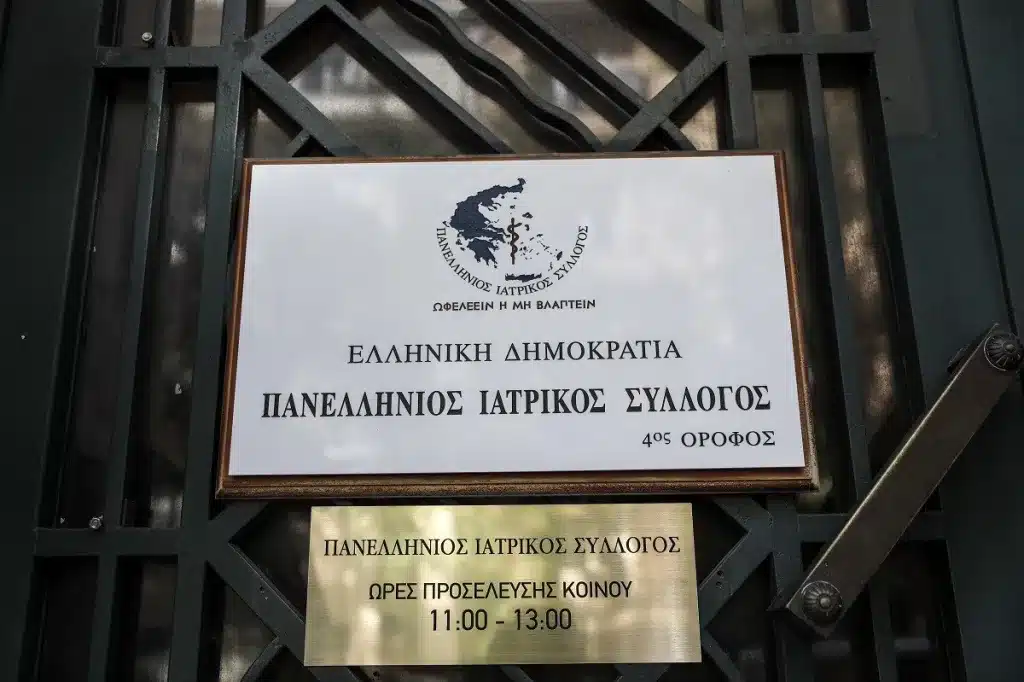 ΠΑΝΕΛΛΗΝΙΟΣ ΙΑΤΡΙΚΟΣ ΣΥΛΛΟΓΟΣ
ΩΦΕΛΕΕΙΝ Η ΜΗ ΒΛΑΠΤΕΙΝ
ΕΛΛΗΝΙΚΗ ΔΗΜΟΚΡΑΤΙΑ
ΠΑΝΕΛΛΗΝΙΟΣ ΙΑΤΡΙΚΟΣ ΣΥΛΛΟΓΟΣ
4ος ΟΡΟΦΟΣ
ΠΑΝΕΛΛΗΝΙΟΣ ΙΑΤΡΙΚΟΣ ΣΥΛΛΟΓΟΣ
ΩΡΕΣ ΠΡΟΣΕΛΕΥΣΗΣ ΚΟΙΝΟΥ
11:00 - 13:00